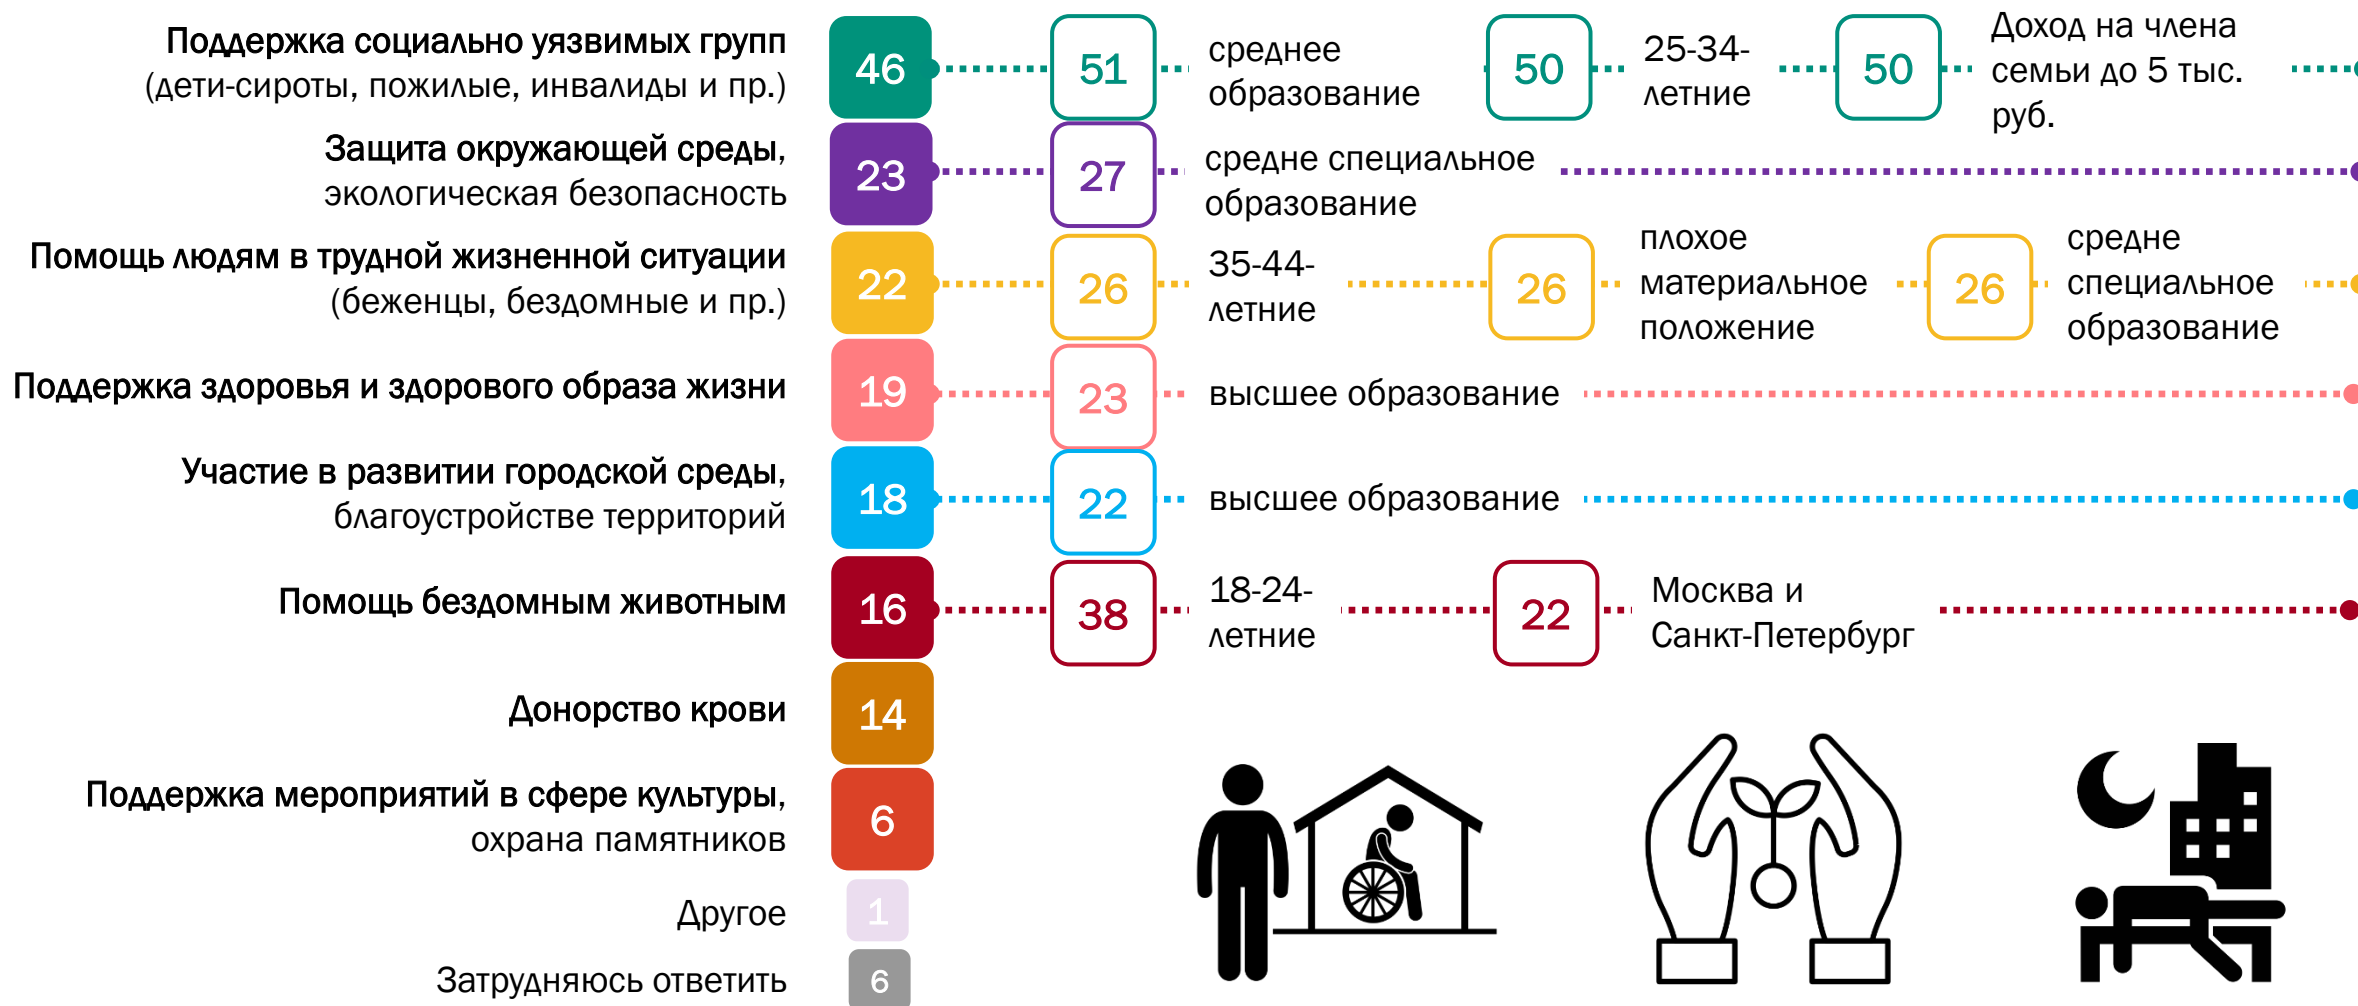 Поддержка социально уязвимых групп
(дети-сироты, пожилые, инвалиды и пр.)
46
51
среднее
образование
50
25-34-
летние
50
Доход на члена
семьи до 5 тыс.
руб.
Защита окружающей среды,
экологическая безопасность
23
27
средне специальное
образование
Помощь людям в трудной жизненной ситуации
(беженцы, бездомные и пр.)
22
26
35-44-
летние
26
плохое
материальное
положение
26
средне
специальное
образование
Поддержка здоровья и здорового образа жизни
19
23
высшее образование
Участие в развитии городской среды,
благоустройстве территорий
18
22
высшее образование
Помощь бездомным животным
16
38
18-24-
летние
22
Москва и
Санкт-Петербург
Донорство крови
14
Поддержка мероприятий в сфере культуры,
охрана памятников
6
Другое
1
Затрудняюсь ответить
6